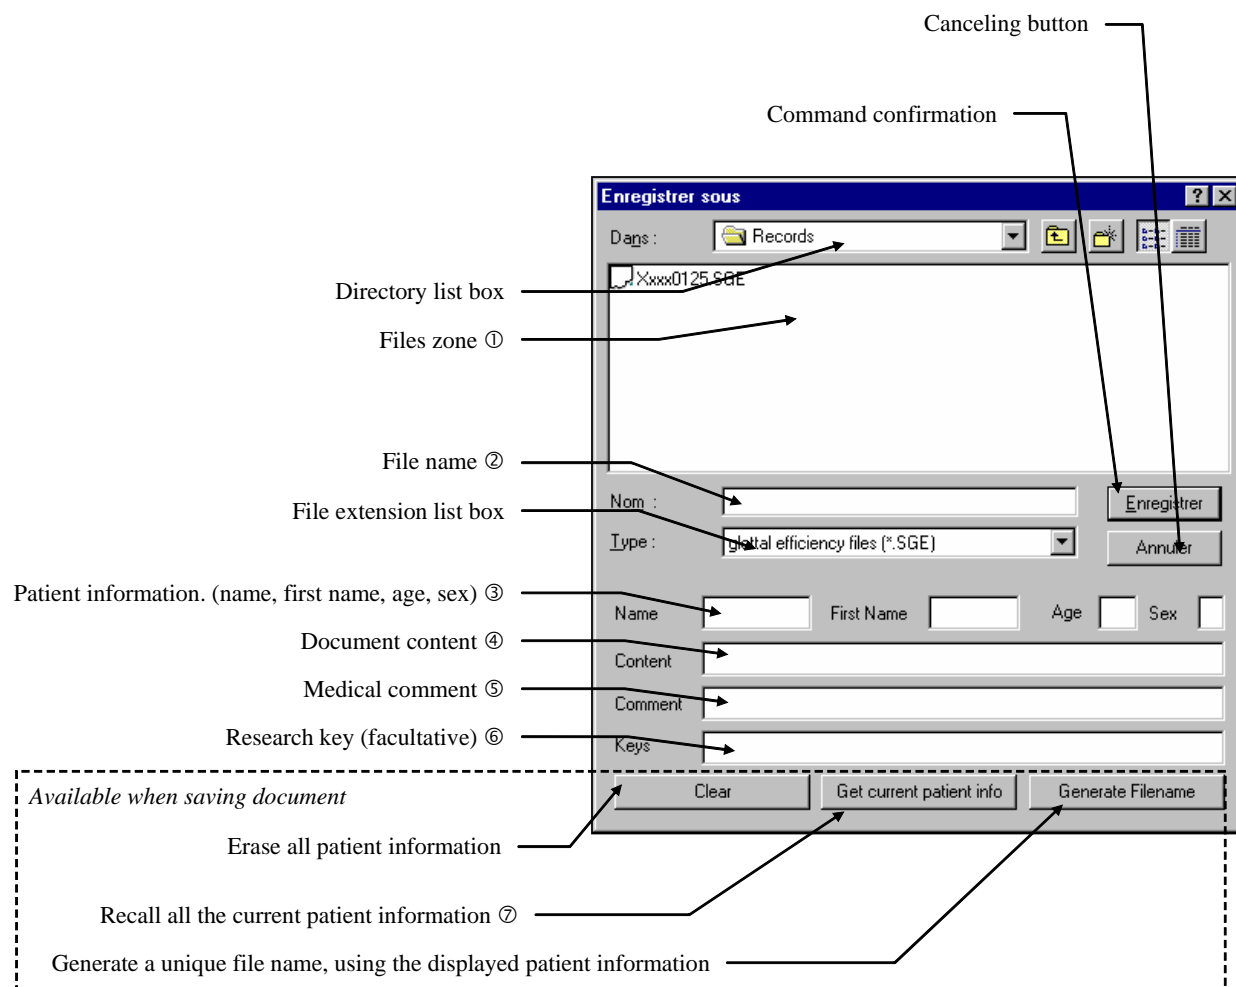 Canceling button
Command confirmation
Enregistrer sous
Dans :
Records
Xxxx0125.SGE
Directory list box
Files zone ①
File name ②
Nom :
Enregistrer
File extension list box
Type :
glottal efficiency files (*.SGE)
Annuler
Patient information. (name, first name, age, sex) ③
Name
First Name
Age
Sex
Document content ④
Content
Medical comment ⑤
Comment
Research key (facultative) ⑥
Keys
Available when saving document
Clear
Get current patient info
Generate Filename
Erase all patient information
Recall all the current patient information ⑦
Generate a unique file name, using the displayed patient information